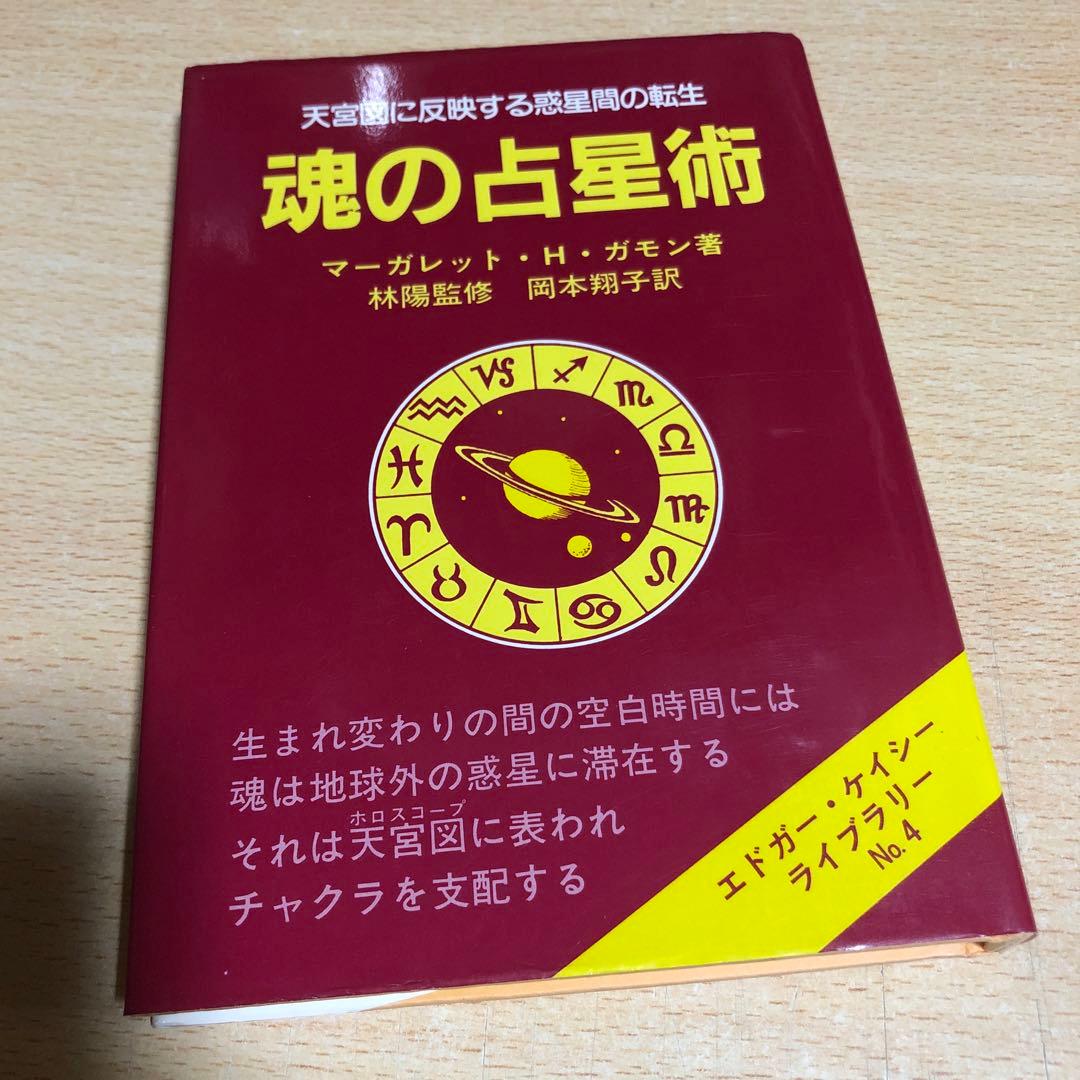 天宮図に反映する惑星間の転生
魂の占星術
マーガレット・H・ガモン著
林陽監修 岡本翔子訳
生まれ変わりの間の空白時間には
魂は地球外の惑星に滞在する
ホロスコープ
それは天宮図に表われ
チャクラを支配する
エドガー・ケイシー
ライブラリー
No.4